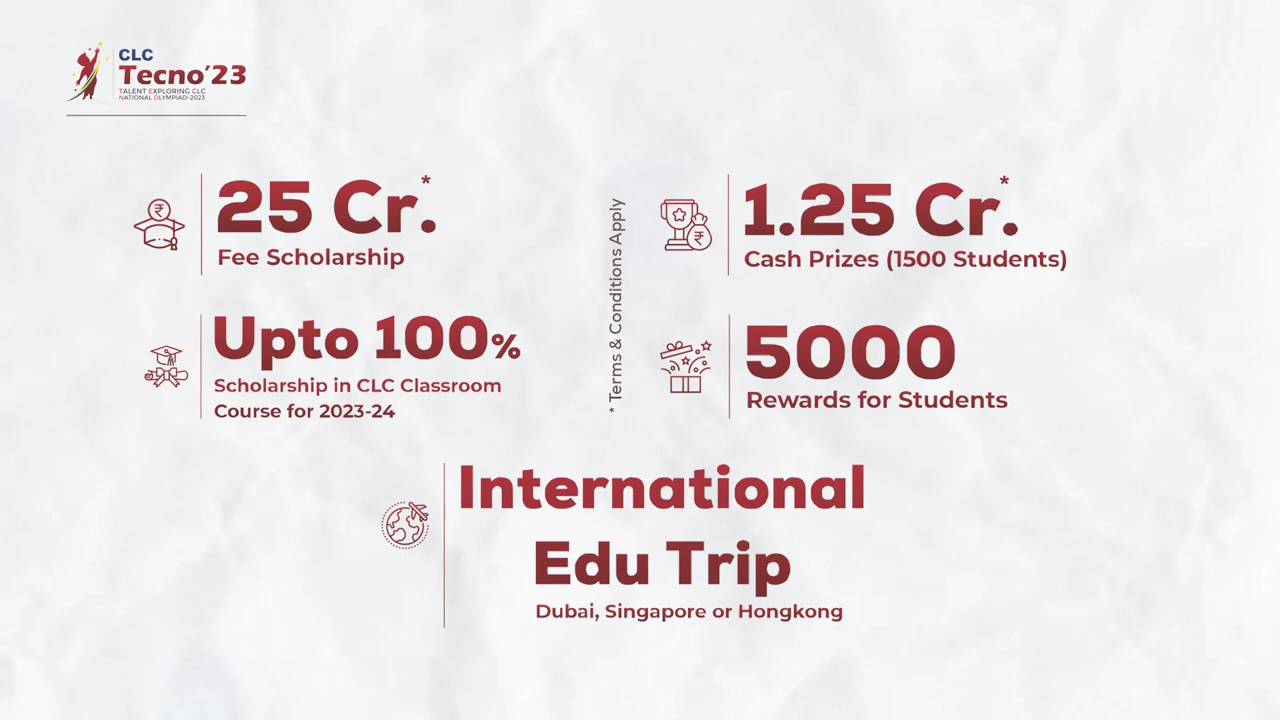 CLC
Tecno'23
TALENT EXPLORING CLC
NATIONAL OLYMPIAD-2023
25 Cr.*
Fee Scholarship
Upto 100%
Scholarship in CLC Classroom
Course for 2023-24
* Terms & Conditions Apply
1.25 Cr.*
Cash Prizes (1500 Students)
5000
Rewards for Students
International
Edu Trip
Dubai, Singapore or Hongkong